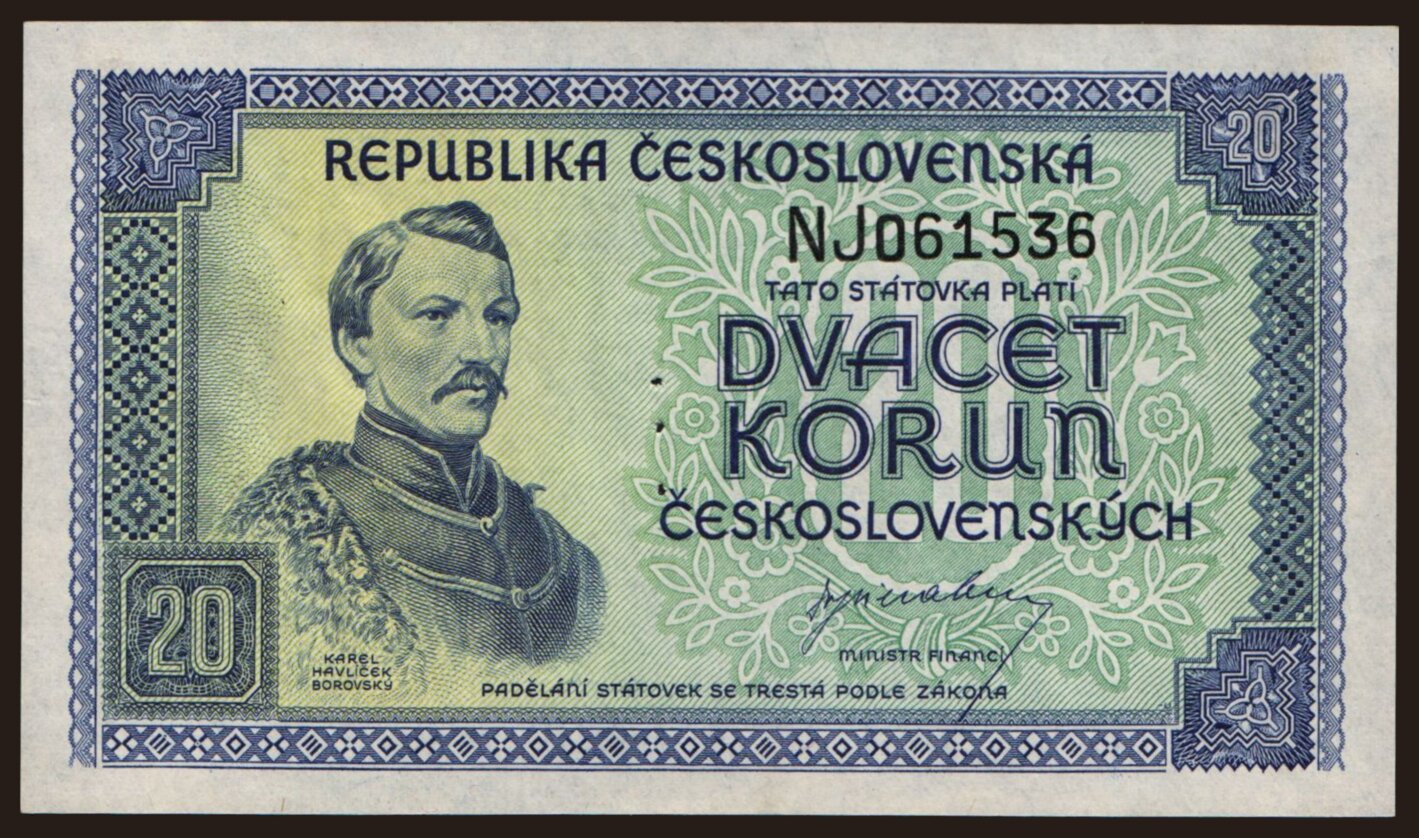 20
REPUBLIKA ČESKOSLOVENSKÁ
NJ061536
TATO STÁTOVKA PLATÍ
DVACET
KORUN
ČESKOSLOVENSKÝCH
MINISTR FINANCÍ
20
KAREL
HAVLÍČEK
BOROVSKÝ
PADĚLÁNÍ STÁTOVEK SE TRESTÁ PODLE ZÁKONA
20